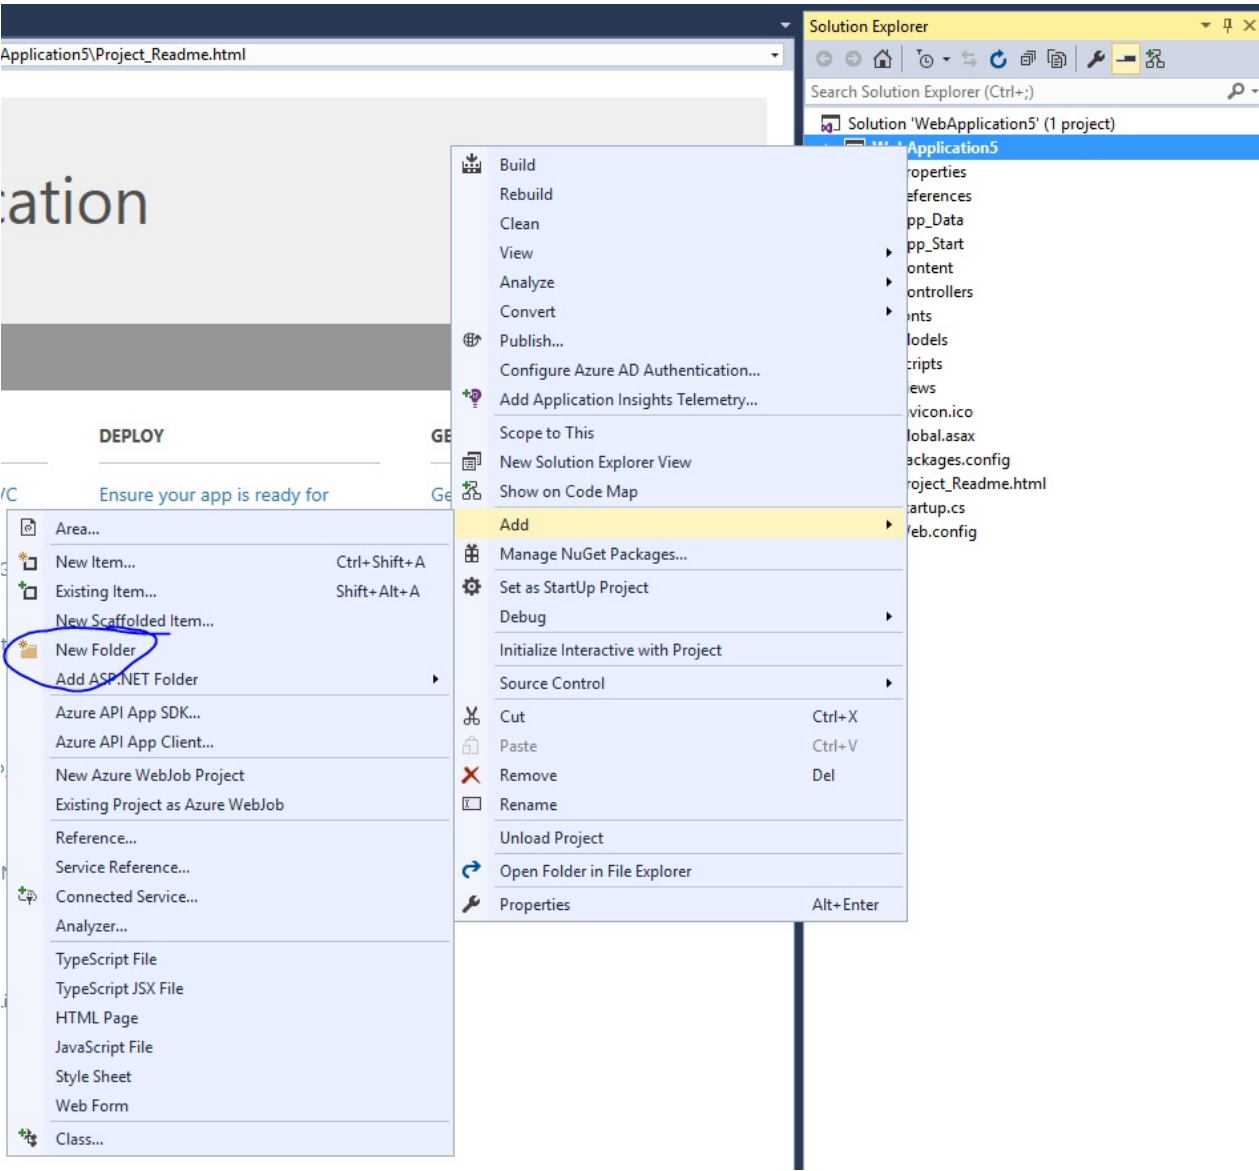 Application5\Project_Readme.html
cation
DEPLOY
GE
/C
Ensure your app is ready for
Ge
Area...
New Item... Ctrl+Shift+A
Existing Item... Shift+Alt+A
New Scaffolded Item...
New Folder
Add ASP.NET Folder
Azure API App SDK...
Azure API App Client...
New Azure WebJob Project
Existing Project as Azure WebJob
Reference...
Service Reference...
Connected Service...
Analyzer...
TypeScript File
TypeScript JSX File
HTML Page
JavaScript File
Style Sheet
Web Form
Class...
Build
Rebuild
Clean
View
Analyze
Convert
Publish...
Configure Azure AD Authentication...
Add Application Insights Telemetry...
Scope to This
New Solution Explorer View
Show on Code Map
Add
Manage NuGet Packages...
Set as StartUp Project
Debug
Initialize Interactive with Project
Source Control
Cut Ctrl+X
Paste Ctrl+V
Remove Del
Rename
Unload Project
Open Folder in File Explorer
Properties Alt+Enter
Solution Explorer
Search Solution Explorer (Ctrl+;)
Solution 'WebApplication5' (1 project)
WebApplication5
roperties
eferences
pp_Data
pp_Start
ontent
ontrollers
onts
lodels
cripts
ews
vicon.ico
lobal.asax
ackages.config
roject_Readme.html
tartup.cs
eb.config